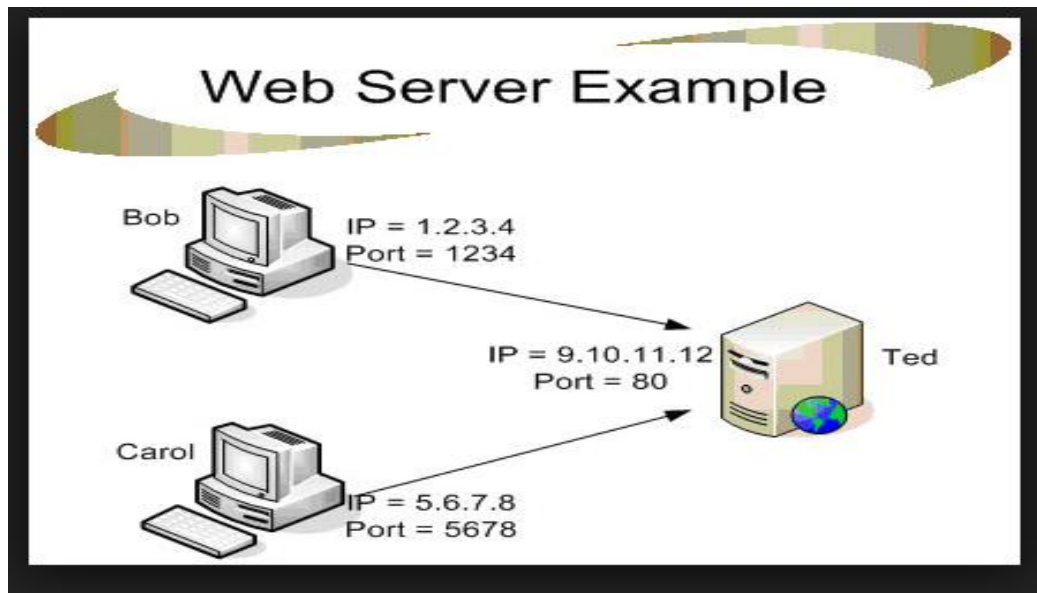 Web Server Example
Bob
IP = 1.2.3.4
Port = 1234
IP = 9.10.11.12
Port = 80
Ted
Carol
IP = 5.6.7.8
Port = 5678